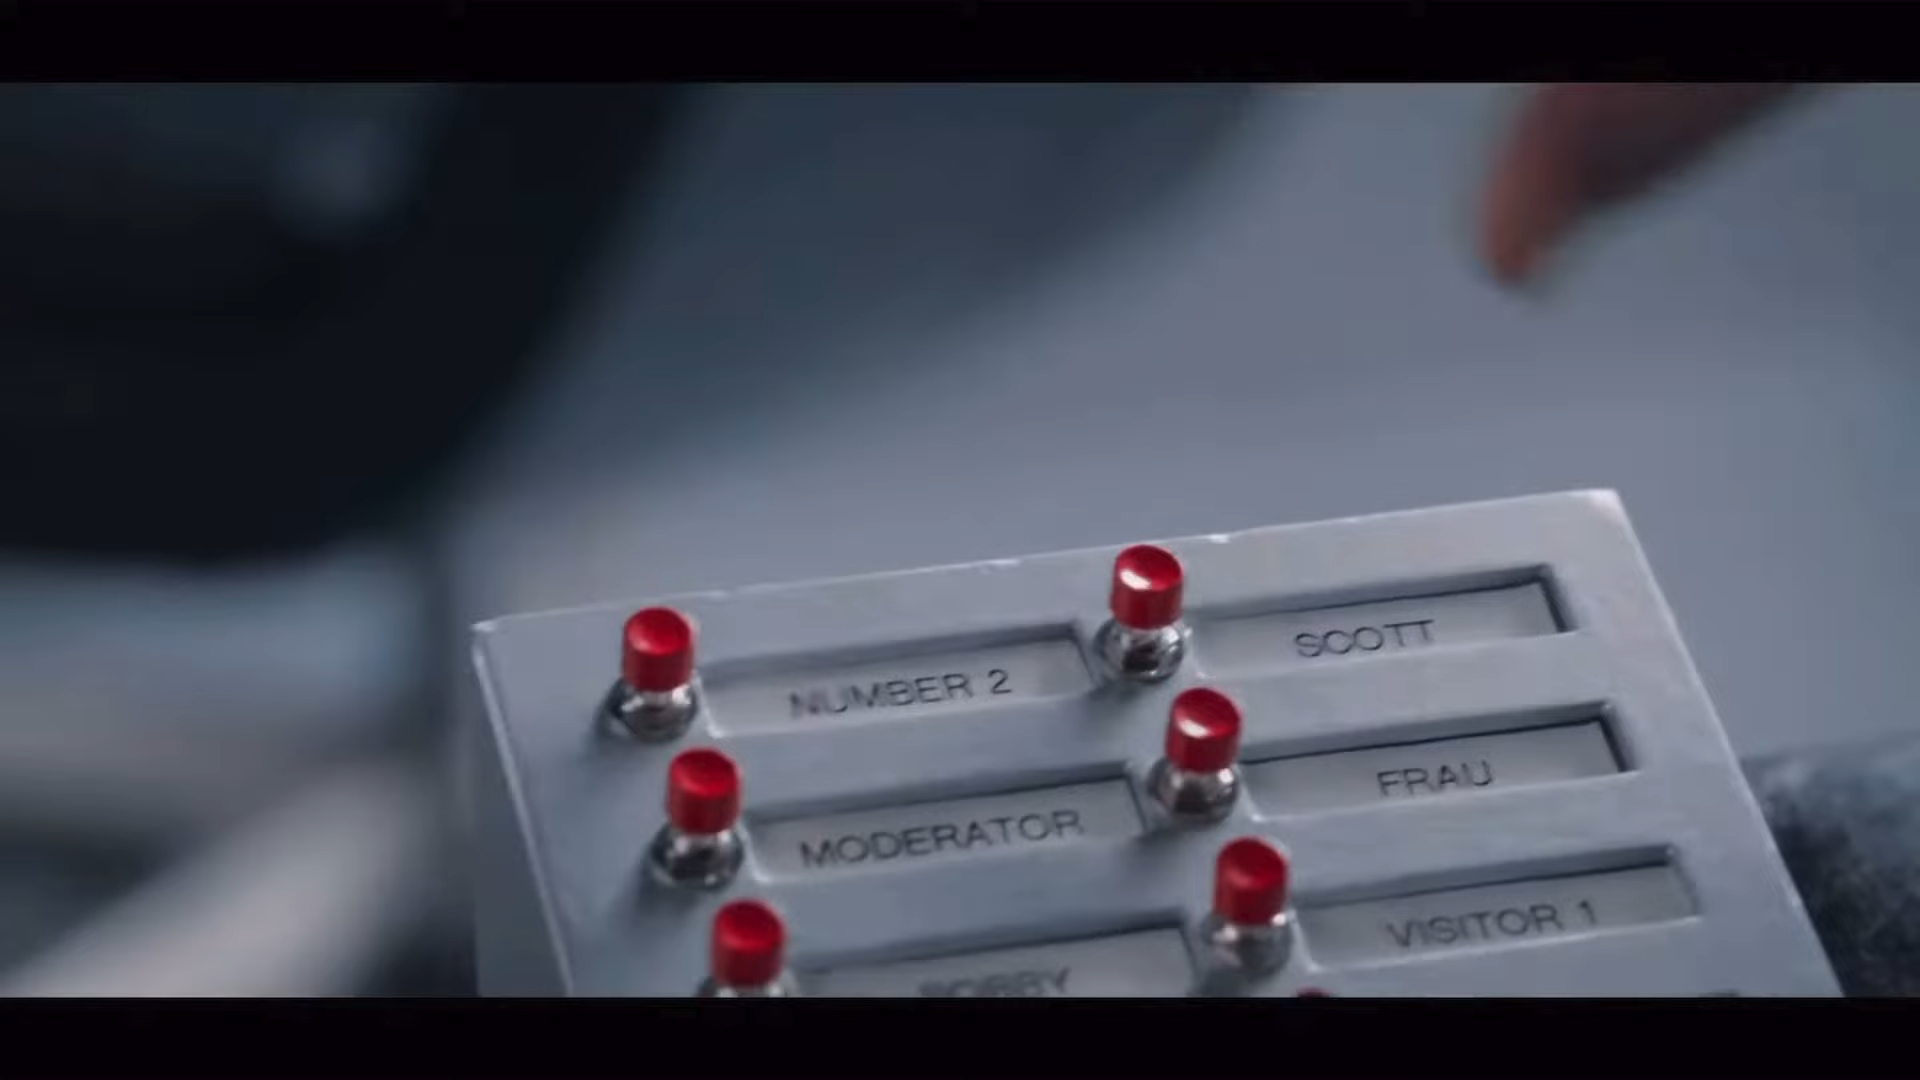 NUMBER 2
SCOTT
MODERATOR
FRAU
VISITOR 1